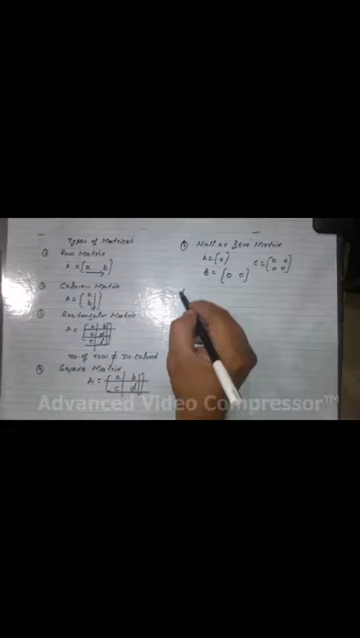 Types of Matrices
① Row Matrix
A = [a b]
② Column Matrix
A = [a
b]
③ Rectangular Matrix
A = [a b
c d
e d]
no. of row ≠ no. column
④ Square Matrix
A = [a b
c d]
⑤ Null or Zero Matrix
A = [0]
B = [0 0]
C = [0 0
0 0]
Advanced Video Compressor™